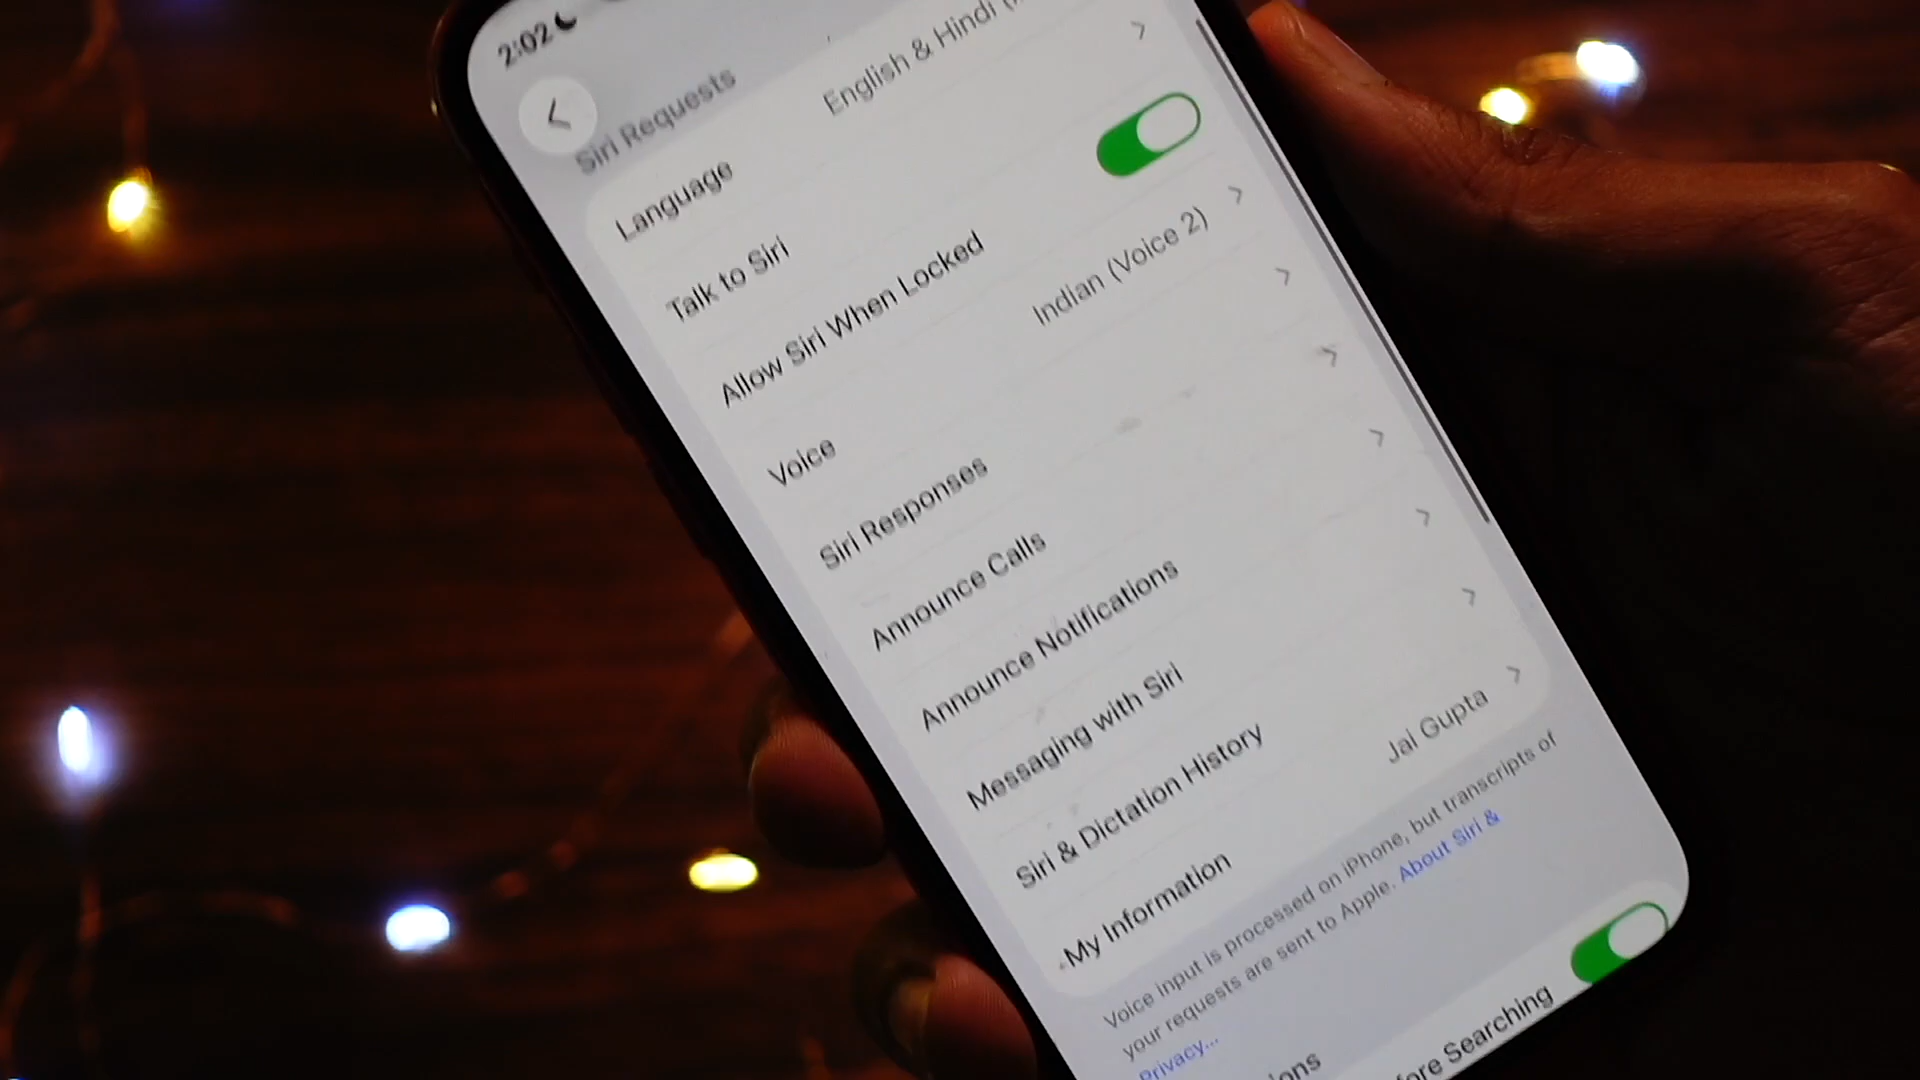 2:02
Siri Requests
Language English & Hindi
Talk to Siri
Allow Siri When Locked
Voice Indian (Voice 2)
Siri Responses
Announce Calls
Announce Notifications
Messaging with Siri
Siri & Dictation History
My Information Jai Gupta
Voice input is processed on iPhone, but transcripts of
your requests are sent to Apple. About Siri &
Privacy...
Searching